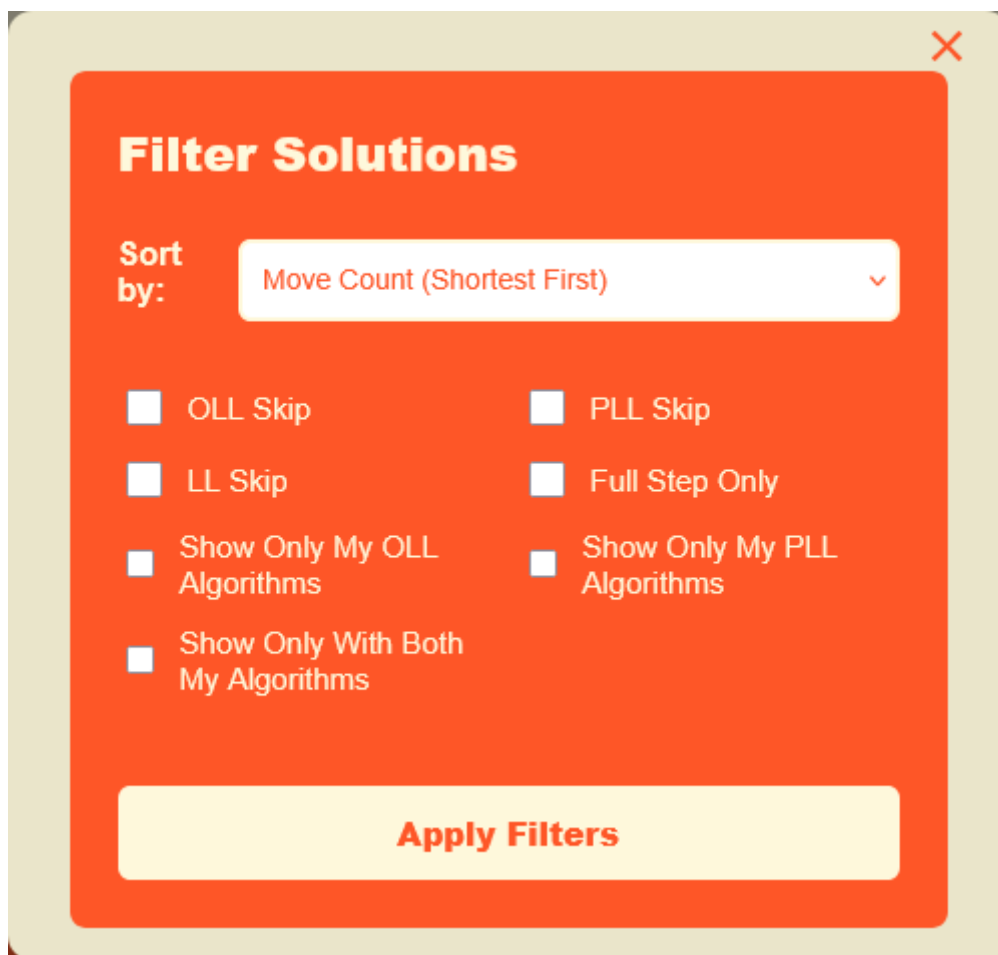 Filter Solutions
Sort
by:
Move Count (Shortest First)
OLL Skip
PLL Skip
LL Skip
Full Step Only
Show Only My OLL
Algorithms
Show Only My PLL
Algorithms
Show Only With Both
My Algorithms
Apply Filters